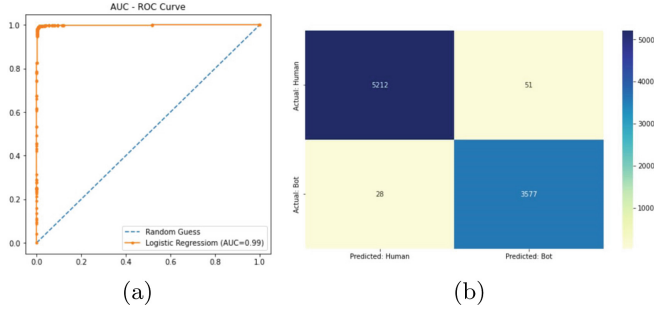 AUC - ROC Curve
1.0
0.8
0.6
0.4
0.2
0.0
0.0 0.2 0.4 0.6 0.8 1.0
Random Guess
Logistic Regressiom (AUC=0.99)
(a)
Actual: Human
Actual: Bot
5212 51
28 3577
Predicted: Human Predicted: Bot
5000
4000
3000
2000
1000
(b)